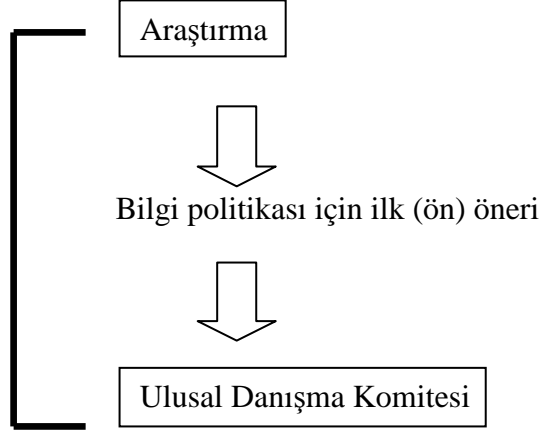 Araştırma
Bilgi politikası için ilk (ön) öneri
Ulusal Danışma Komitesi